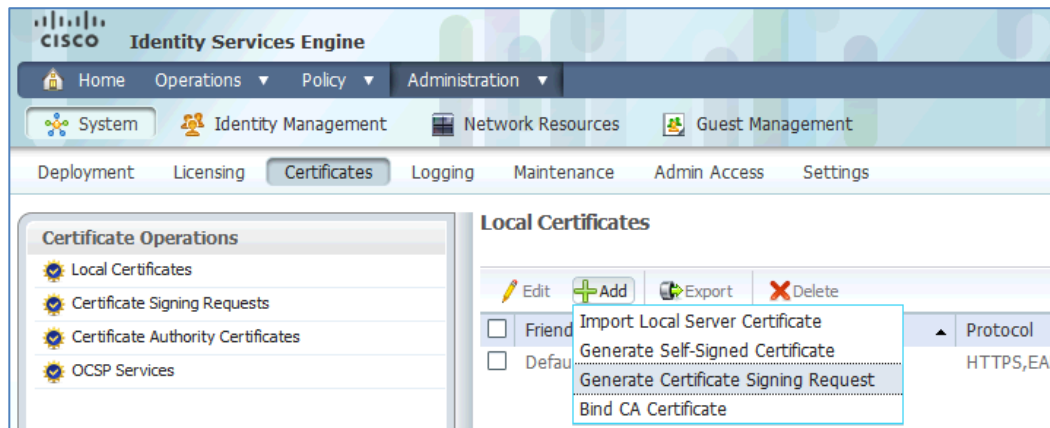 CISCO Identity Services Engine
Home Operations Policy Administration
System Identity Management Network Resources Guest Management
Deployment Licensing Certificates Logging Maintenance Admin Access Settings
Certificate Operations
Local Certificates
Certificate Signing Requests
Certificate Authority Certificates
OCSP Services
Local Certificates
Edit Add Export Delete
Friend Protocol
Defau HTTPS,EA
Import Local Server Certificate
Generate Self-Signed Certificate
Generate Certificate Signing Request
Bind CA Certificate